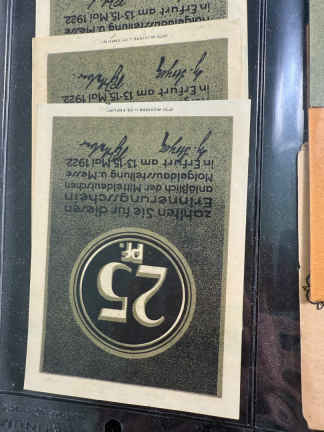 25
PF.
zahlten Sie für diesen
Erinnerungsschein
anläßlich der Mitteldeutschen
Notgeldausstellung u. Messe
in Erfurt am 13-15. Mai 1922.
in Erfurt am 13-15. Mai 1922.
Notgeldausstellung u. Messe
in Erfurt am 13-15. Mai 1922.